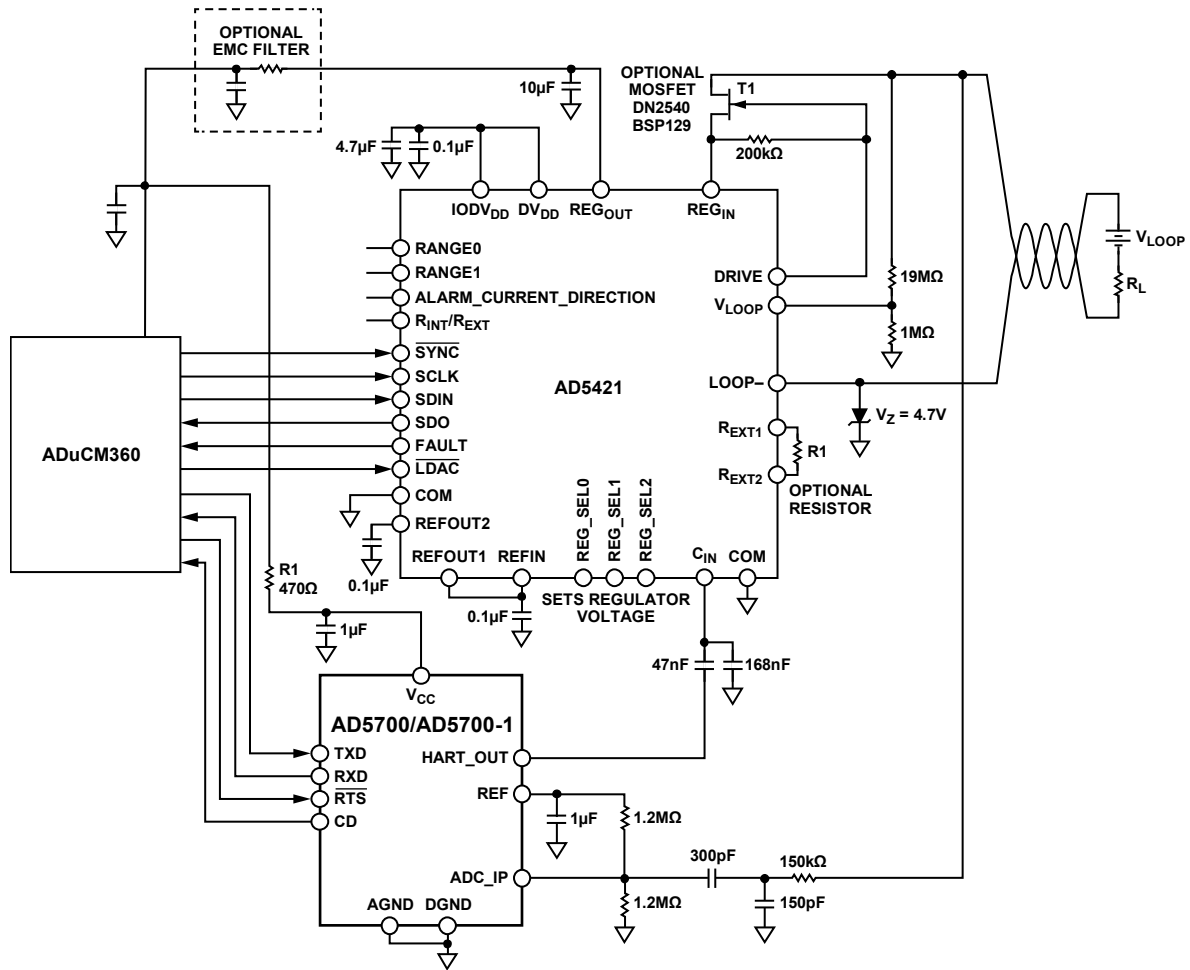 OPTIONAL
EMC FILTER
10µF
OPTIONAL
MOSFET
DN2540
BSP129
T1
200kΩ
4.7µF
0.1µF
IODVDD
DVDD
REGOUT
REGIN
RANGE0
RANGE1
ALARM_CURRENT_DIRECTION
RINT/REXT
SYNC
SCLK
SDIN
SDO
FAULT
LDAC
COM
REFOUT2
AD5421
DRIVE
VLOOP
LOOP–
REXT1
REXT2
R1
OPTIONAL
RESISTOR
19MΩ
1MΩ
VZ = 4.7V
VLOOP
RL
ADuCM360
0.1µF
REFOUT1
REFIN
REG_SEL0
REG_SEL1
REG_SEL2
CIN
COM
SETS REGULATOR
VOLTAGE
0.1µF
R1
470Ω
1µF
47nF
168nF
VCC
AD5700/AD5700-1
TXD
RXD
RTS
CD
HART_OUT
REF
ADC_IP
AGND
DGND
1µF
1.2MΩ
1.2MΩ
300pF
150kΩ
150pF